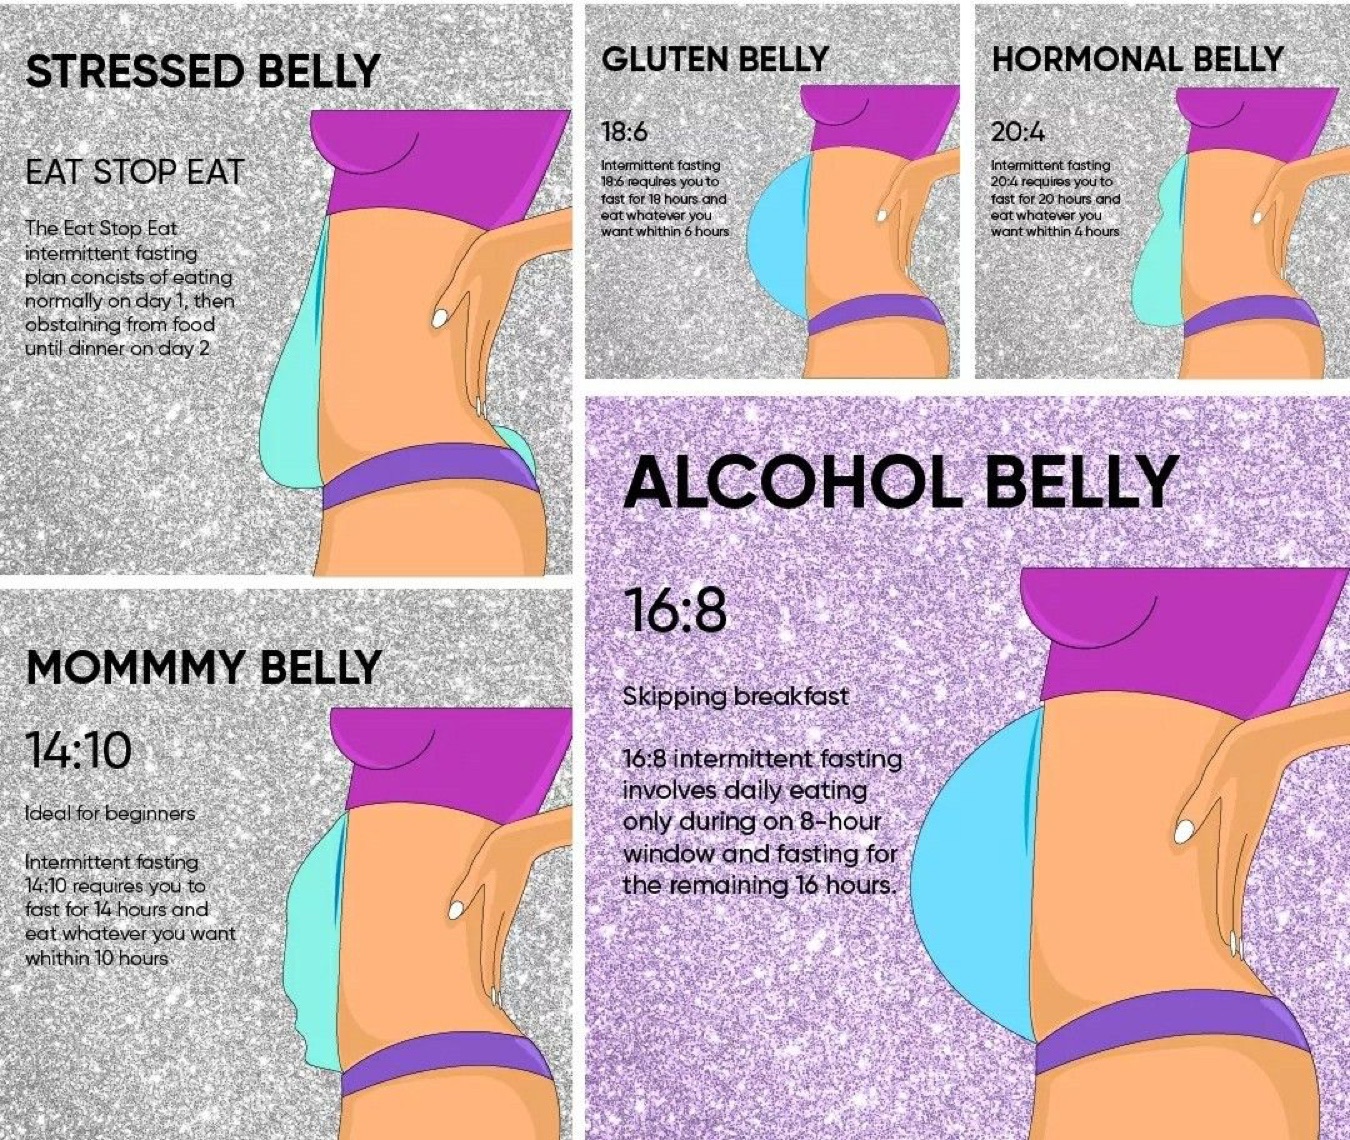 STRESSED BELLY
EAT STOP EAT
The Eat Stop Eat
intermittent fasting
plan concists of eating
normally on day 1, then
obstaining from food
until dinner on day 2
GLUTEN BELLY
18:6
Intermittent fasting
18:6 requires you to
fast for 18 hours and
eat whatever you
want whithin 6 hours
HORMONAL BELLY
20:4
Intermittent fasting
20:4 requires you to
fast for 20 hours and
eat whatever you
want whithin 4 hours
MOMMMY BELLY
14:10
Ideal for beginners
Intermittent fasting
14:10 requires you to
fast for 14 hours and
eat whatever you want
whithin 10 hours
ALCOHOL BELLY
16:8
Skipping breakfast
16:8 intermittent fasting
involves daily eating
only during on 8-hour
window and fasting for
the remaining 16 hours.